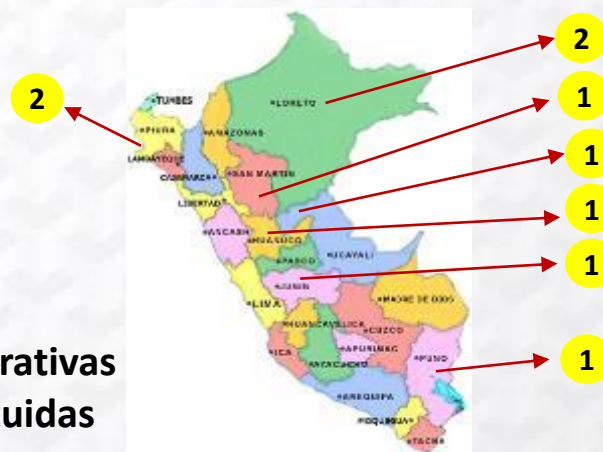 2
1
LORETO
TUMBES
2
PIURA
AMAZONAS
1
LAMBAYEQUE
CAJAMARCA
SAN MARTIN
LIBERTAD
1
ANCASH
HUANUCO
UCAYALI
PASCO
1
JUNIN
LIMA
MADRE DE DIOS
HUANCAVELICA
CUZCO
rativas
ICA
APURIMAC
PUNO
1
AYACUCHO
AREQUIPA
uidas
TACNA